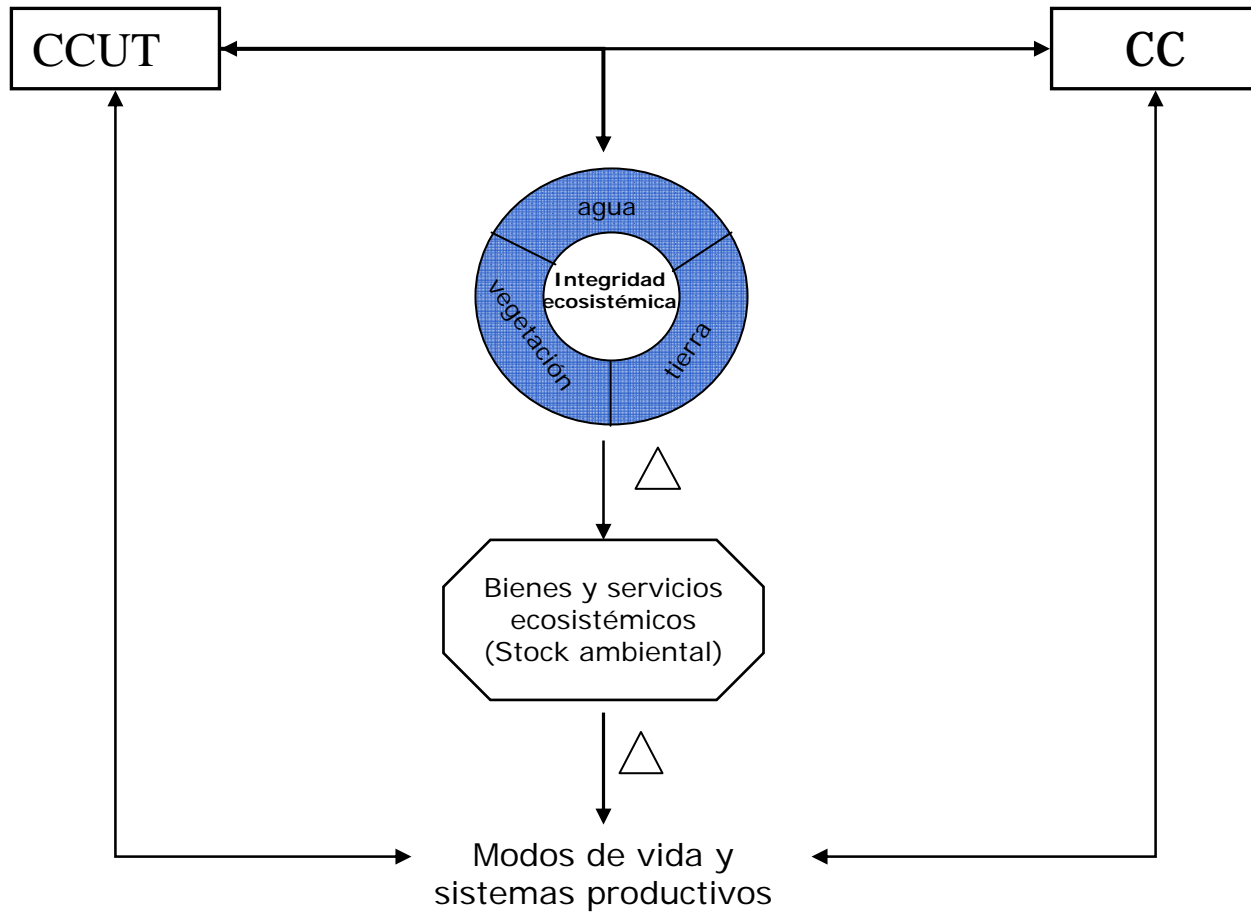 CCUT
CC
agua
Integridad
ecosistémica
vegetación
tierra
Bienes y servicios
ecosistémicos
(Stock ambiental)
Modos de vida y
sistemas productivos